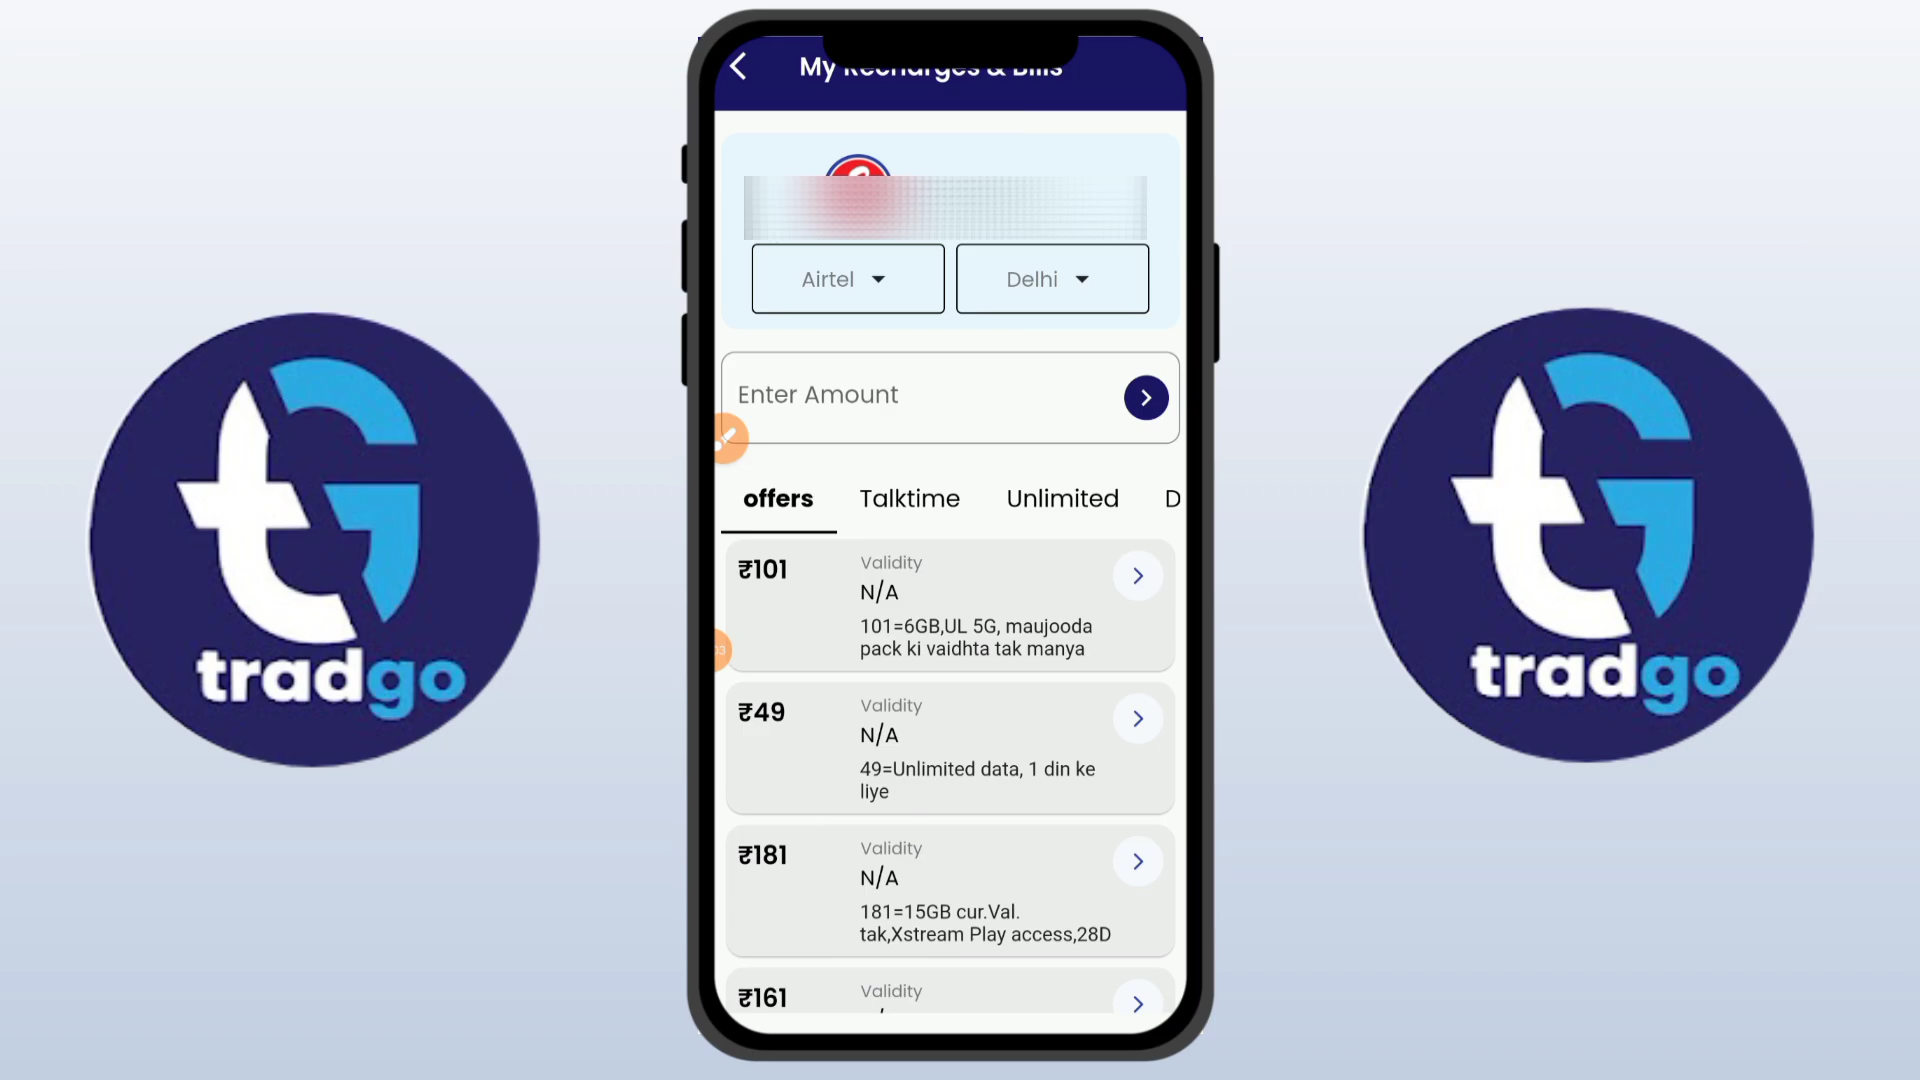 My Recharges & Bills
Airtel
Delhi
Enter Amount
offers
Talktime
Unlimited
D
₹101
Validity
N/A
101=6GB,UL 5G, maujooda
pack ki vaidhta tak manya
03
₹49
Validity
N/A
49=Unlimited data, 1 din ke
liye
₹181
Validity
N/A
181=15GB cur.Val.
tak,Xstream Play access,28D
₹161
Validity
tradgo
tradgo